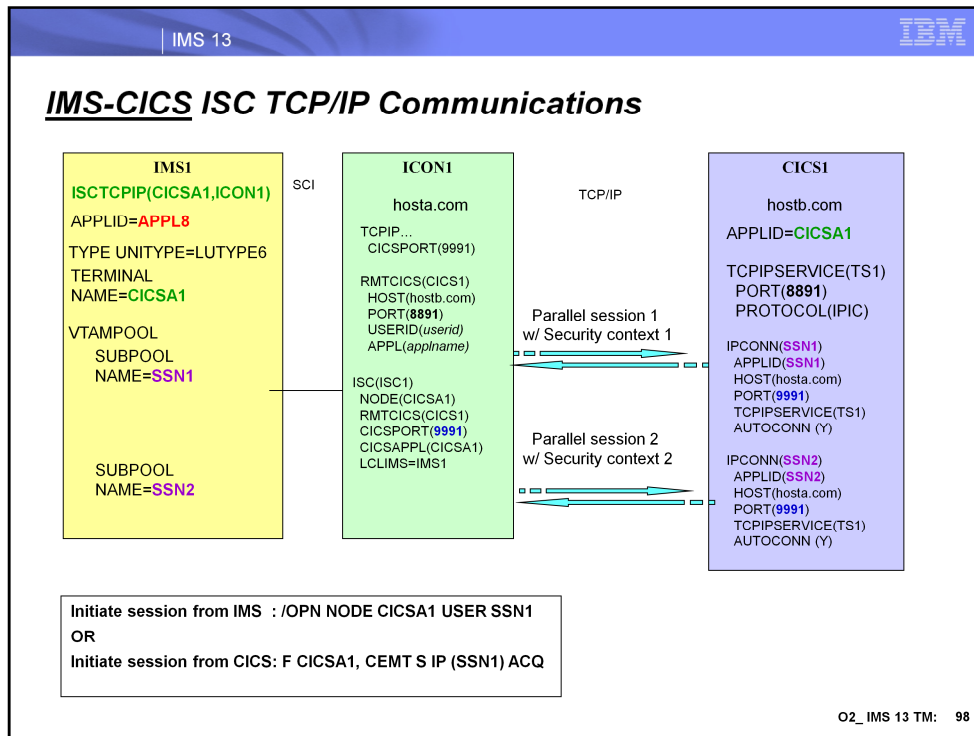 IMS 13
IBM
IMS-CICS ISC TCP/IP Communications
IMS1
ISCTCPIP(CICSA1,ICON1)
APPLID=APPL8
TYPE UNITYPE=LUTYPE6
TERMINAL
NAME=CICSA1
VTAMPOOL
SUBPOOL
NAME=SSN1
SUBPOOL
NAME=SSN2
SCI
ICON1
hosta.com
TCPIP…
CICSPORT(9991)
RMTCICS(CICS1)
HOST(hostb.com)
PORT(8891)
USERID(userid)
APPL(applname)
ISC(ISC1)
NODE(CICSA1)
RMTCICS(CICS1)
CICSPORT(9991)
CICSAPPL(CICSA1)
LCLIMS=IMS1
TCP/IP
Parallel session 1
w/ Security context 1
Parallel session 2
w/ Security context 2
CICS1
hostb.com
APPLID=CICSA1
TCPIPSERVICE(TS1)
PORT(8891)
PROTOCOL(IPIC)
IPCONN(SSN1)
APPLID(SSN1)
HOST(hosta.com)
PORT(9991)
TCPIPSERVICE(TS1)
AUTOCONN (Y)
IPCONN(SSN2)
APPLID(SSN2)
HOST(hosta.com)
PORT(9991)
TCPIPSERVICE(TS1)
AUTOCONN (Y)
Initiate session from IMS : /OPN NODE CICSA1 USER SSN1
OR
Initiate session from CICS: F CICSA1, CEMT S IP (SSN1) ACQ
O2_ IMS 13 TM: 98